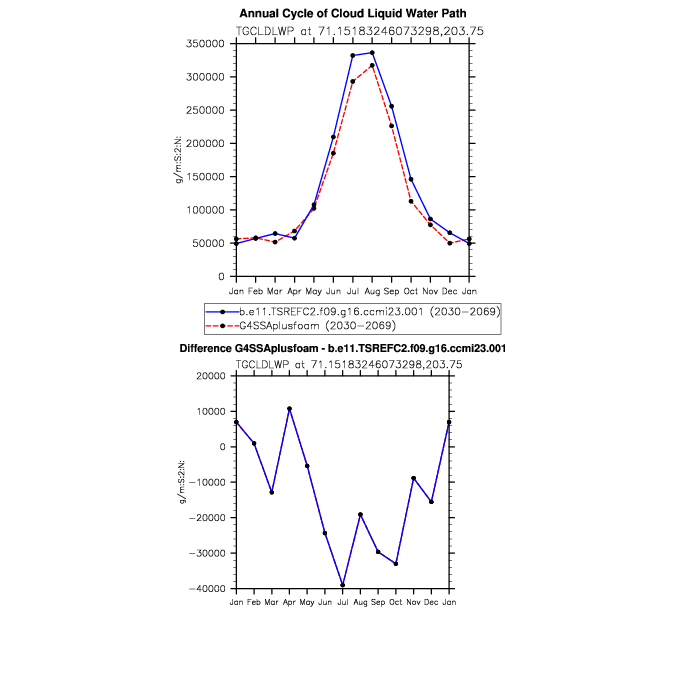 Annual Cycle of Cloud Liquid Water Path
TGCLDLWP at 71.15183246073298,203.75
350000
300000
250000
200000
150000
100000
50000
0
g/m:S:2:N:
Jan Feb Mar Apr May Jun Jul Aug Sep Oct Nov Dec Jan
b.e11.TSREFC2.f09.g16.ccmi23.001 (2030-2069)
G4SSAplusfoam (2030-2069)
Difference G4SSAplusfoam - b.e11.TSREFC2.f09.g16.ccmi23.001
TGCLDLWP at 71.15183246073298,203.75
20000
10000
0
-10000
-20000
-30000
-40000
g/m:S:2:N:
Jan Feb Mar Apr May Jun Jul Aug Sep Oct Nov Dec Jan